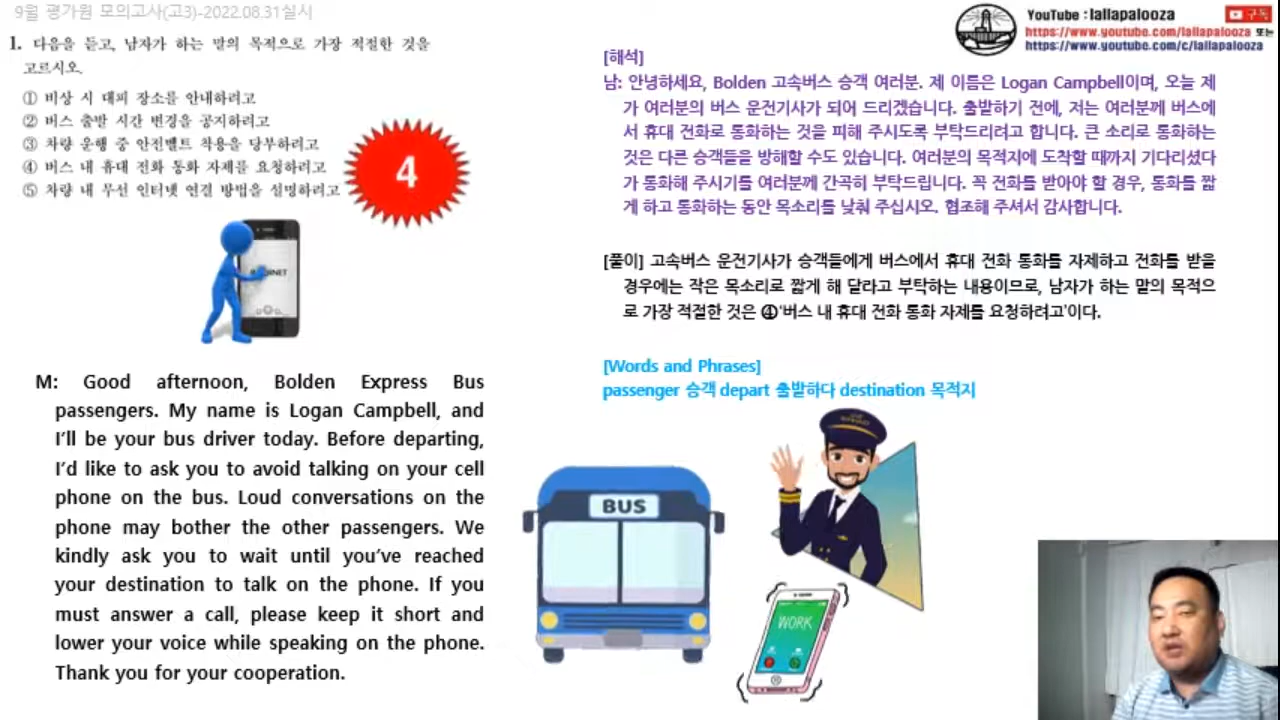 9월 평가원 모의고사(고3)-2022.08.31실시
1. 다음을 듣고, 남자가 하는 말의 목적으로 가장 적절한 것을
고르시오.
① 비상 시 대피 장소를 안내하려고
② 버스 출발 시간 변경을 공지하려고
③ 차량 운행 중 안전벨트 착용을 당부하려고
④ 버스 내 휴대 전화 통화 자제를 요청하려고
⑤ 차량 내 무선 인터넷 연결 방법을 설명하려고
4
M: Good afternoon, Bolden Express Bus
passengers. My name is Logan Campbell, and
I'll be your bus driver today. Before departing,
I'd like to ask you to avoid talking on your cell
phone on the bus. Loud conversations on the
phone may bother the other passengers. We
kindly ask you to wait until you've reached
your destination to talk on the phone. If you
must answer a call, please keep it short and
lower your voice while speaking on the phone.
Thank you for your cooperation.
YouTube : lallapalooza
구독
https://www.youtube.com/lallapalooza 또는
https://www.youtube.com/c/lallapalooza
[해석]
남: 안녕하세요, Bolden 고속버스 승객 여러분. 제 이름은 Logan Campbell이며, 오늘 제
가 여러분의 버스 운전기사가 되어 드리겠습니다. 출발하기 전에, 저는 여러분께 버스에
서 휴대 전화로 통화하는 것을 피해 주시도록 부탁드리려고 합니다. 큰 소리로 통화하는
것은 다른 승객들을 방해할 수도 있습니다. 여러분의 목적지에 도착할 때까지 기다리셨다
가 통화해 주시기를 여러분께 간곡히 부탁드립니다. 꼭 전화를 받아야 할 경우, 통화를 짧
게 하고 통화하는 동안 목소리를 낮춰 주십시오. 협조해 주셔서 감사합니다.
[풀이] 고속버스 운전기사가 승객들에게 버스에서 휴대 전화 통화를 자제하고 전화를 받을
경우에는 작은 목소리로 짧게 해 달라고 부탁하는 내용이므로, 남자가 하는 말의 목적으
로 가장 적절한 것은 ④'버스 내 휴대 전화 통화 자제를 요청하려고'이다.
[Words and Phrases]
passenger 승객 depart 출발하다 destination 목적지
BUS
WORK